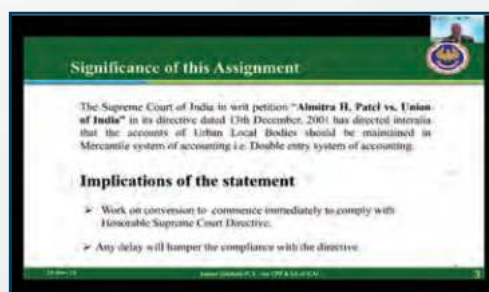 Significance of this Assignment
The Supreme Court of India in writ petition "Almitra H. Patel vs. Union
of India" in its directive dated 13th December, 2001 has directed interalia
that the accounts of Urban Local Bodies should be maintained in
Mercantile system of accounting i.e. Double entry system of accounting.
Implications of the statement
➢ Work on conversion to commence immediately to comply with
Honorable Supreme Court Directive.
➢ Any delay will hamper the compliance with the directive.
3